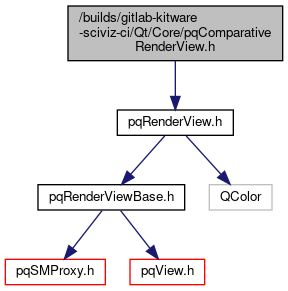 /builds/gitlab-kitware
-sciviz-ci/Qt/Core/pqComparative
RenderView.h
pqRenderView.h
pqRenderViewBase.h
QColor
pqSMProxy.h
pqView.h